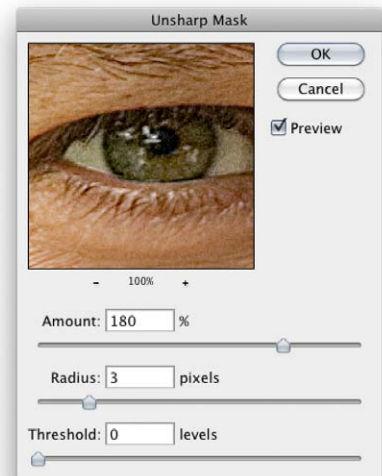 Unsharp Mask
OK
Cancel
Preview
- 100% +
Amount: 180 %
Radius: 3 pixels
Threshold: 0 levels